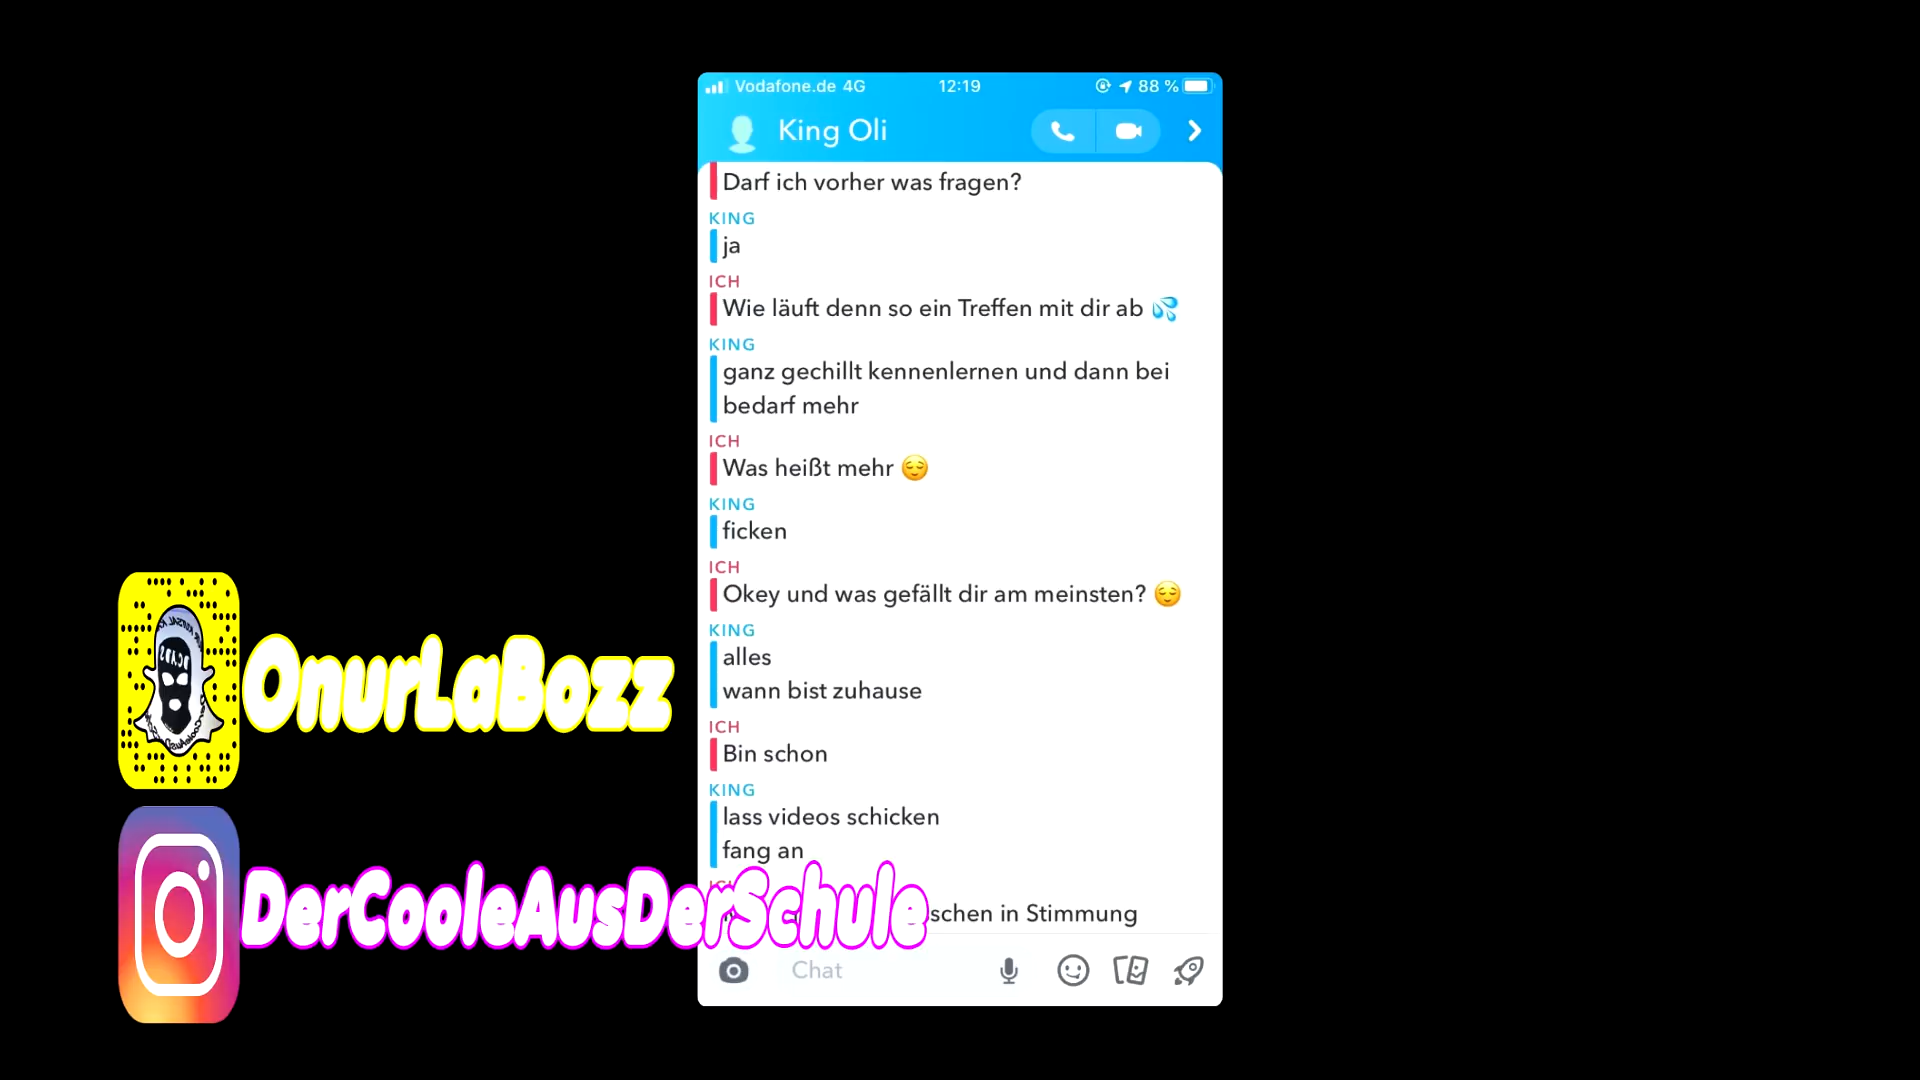 Vodafone.de 4G
12:19
88 %
King Oli
Darf ich vorher was fragen?
KING
ja
ICH
Wie läuft denn so ein Treffen mit dir ab 💦
KING
ganz gechillt kennenlernen und dann bei
bedarf mehr
ICH
Was heißt mehr 😌
KING
ficken
ICH
Okey und was gefällt dir am meinsten? 😌
KING
alles
wann bist zuhause
ICH
Bin schon
KING
lass videos schicken
fang an
schen in Stimmung
Chat
OnurLaBozz
DerCooleAusDerSchule